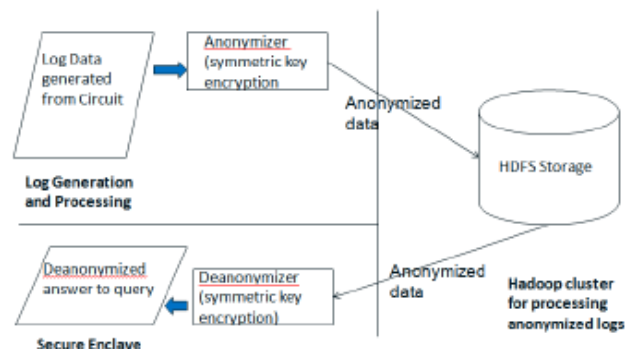 Log Data
generated
from Circuit
Anonymizer
(symmetric key
encryption
Anonymized
data
HDFS Storage
Log Generation
and Processing
Deanonymized
answer to query
Deanonymizer
(symmetric key
encryption)
Anonymized
data
Hadoop cluster
for processing
anonymized logs
Secure Enclave